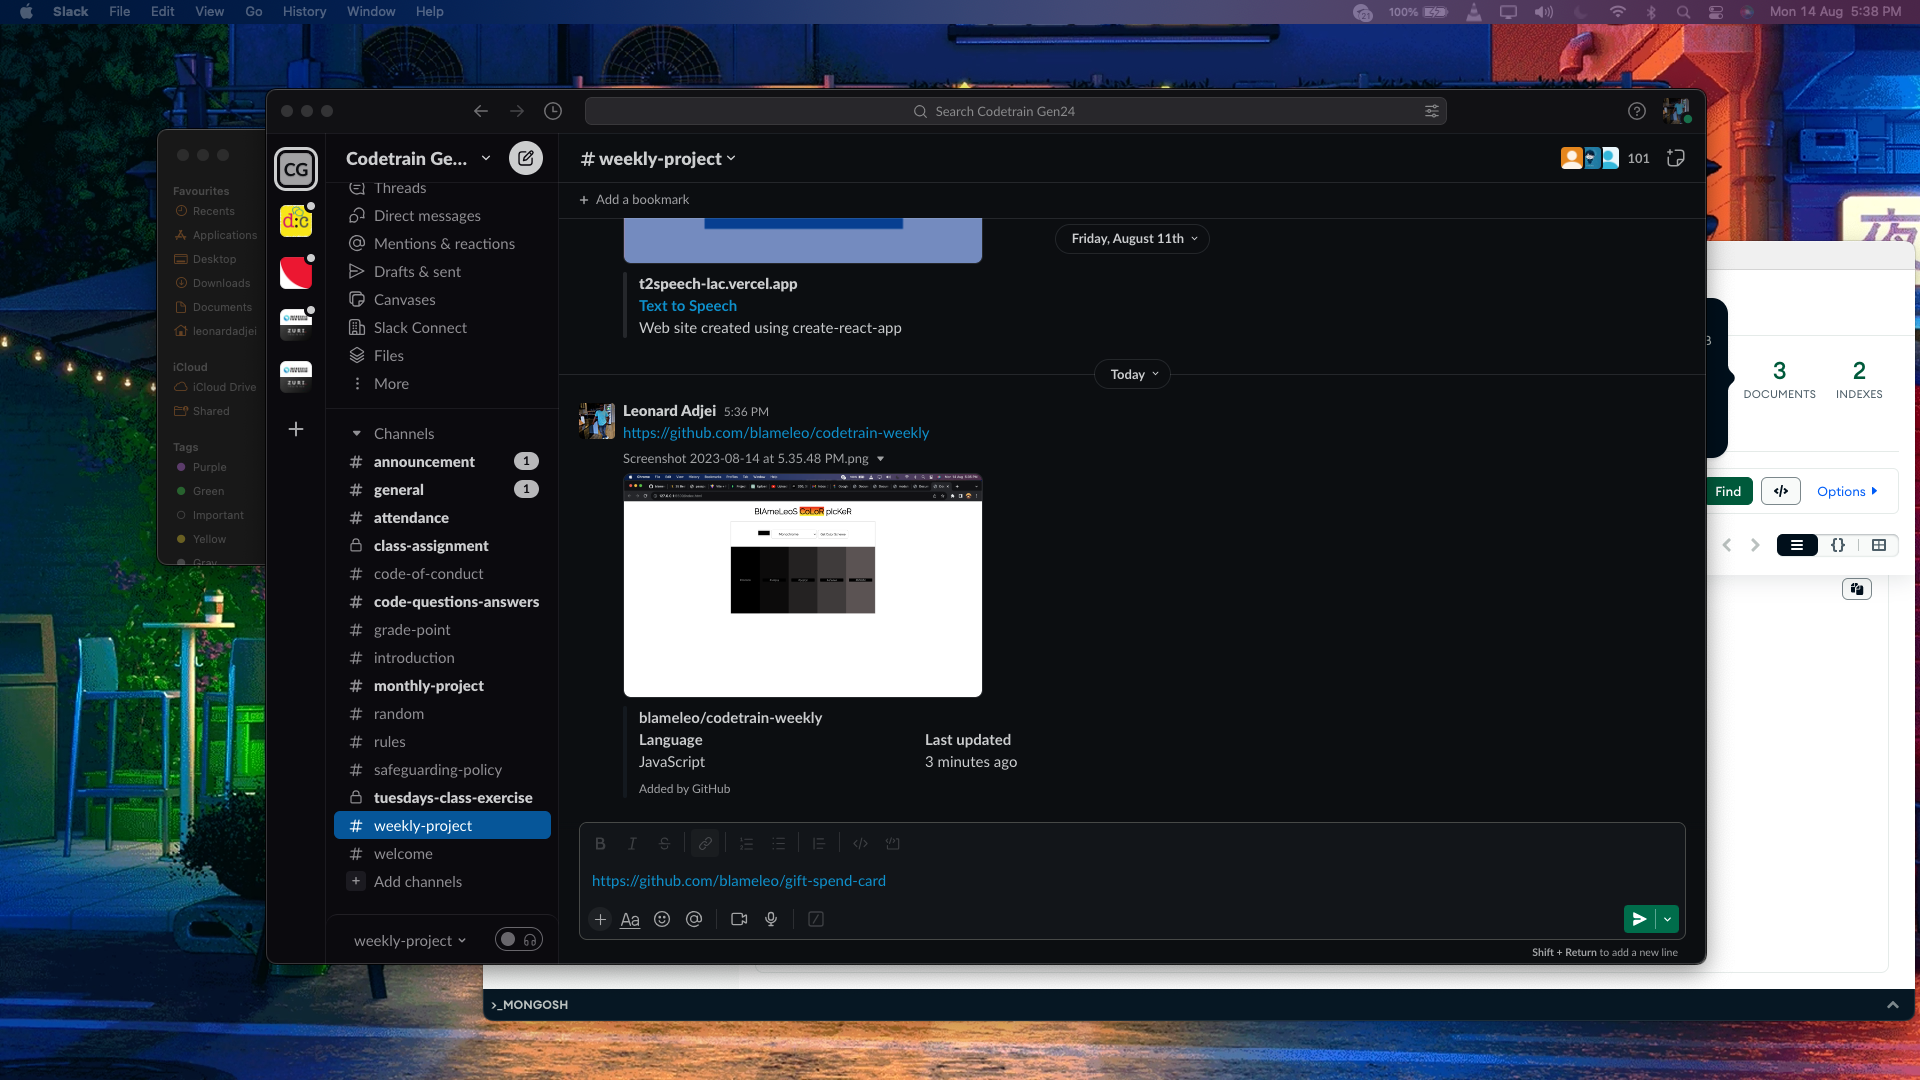 Slack File Edit View Go History Window Help
100% Mon 14 Aug 5:38 PM
Search Codetrain Gen24
Favourites
Recents
Applications
Desktop
Downloads
Documents
leonardadjei
iCloud
iCloud Drive
Shared
Tags
Purple
Green
Important
Yellow
Gray
CG
d:c
ZURI
ZURI
Codetrain Ge...
Threads
Direct messages
Mentions & reactions
Drafts & sent
Canvases
Slack Connect
Files
More
Channels
# announcement 1
# general 1
# attendance
class-assignment
# code-of-conduct
# code-questions-answers
# grade-point
# introduction
# monthly-project
# random
# rules
# safeguarding-policy
tuesdays-class-exercise
# weekly-project
# welcome
+ Add channels
weekly-project
# weekly-project
101
+ Add a bookmark
Friday, August 11th
t2speech-lac.vercel.app
Text to Speech
Web site created using create-react-app
Today
Leonard Adjei 5:36 PM
https://github.com/blameleo/codetrain-weekly
Screenshot 2023-08-14 at 5.35.48 PM.png
BlAmeLeoS CoLoR pIcKeR
Monochrome
Get Color Scheme
blameleo/codetrain-weekly
Language
JavaScript
Last updated
3 minutes ago
Added by GitHub
B I S
https://github.com/blameleo/gift-spend-card
Aa
Shift + Return to add a new line
3
DOCUMENTS
2
INDEXES
Find
</>
Options
{}
>_MONGOSH
夜